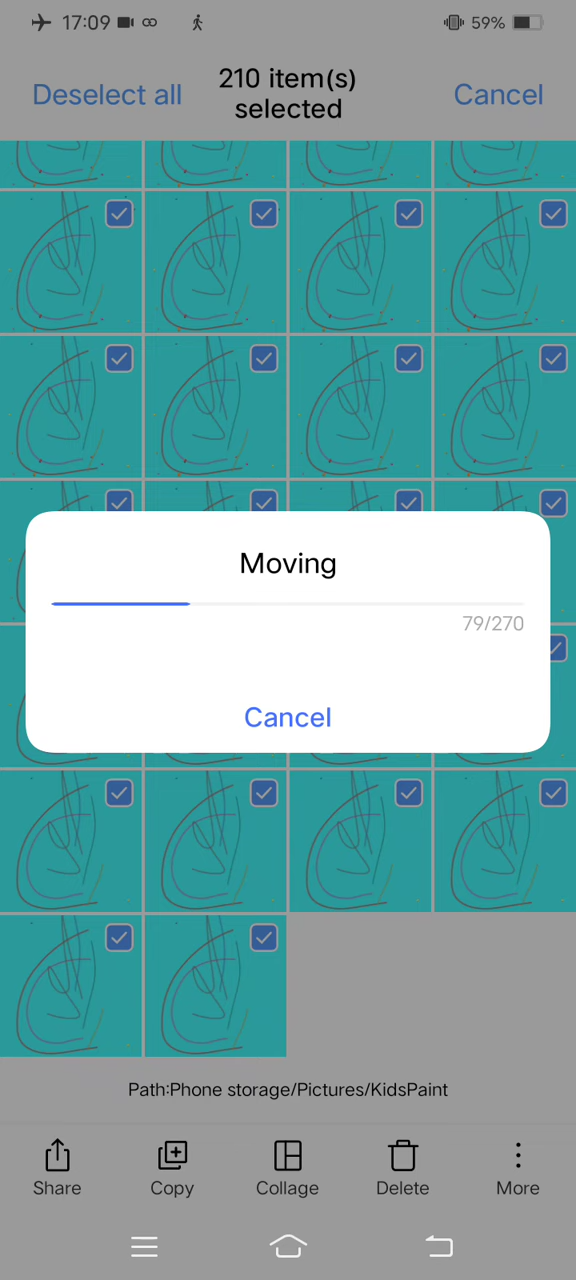 17:09
59%
Deselect all
210 item(s)
selected
Cancel
Moving
79/270
Cancel
Path:Phone storage/Pictures/KidsPaint
Share
Copy
Collage
Delete
More